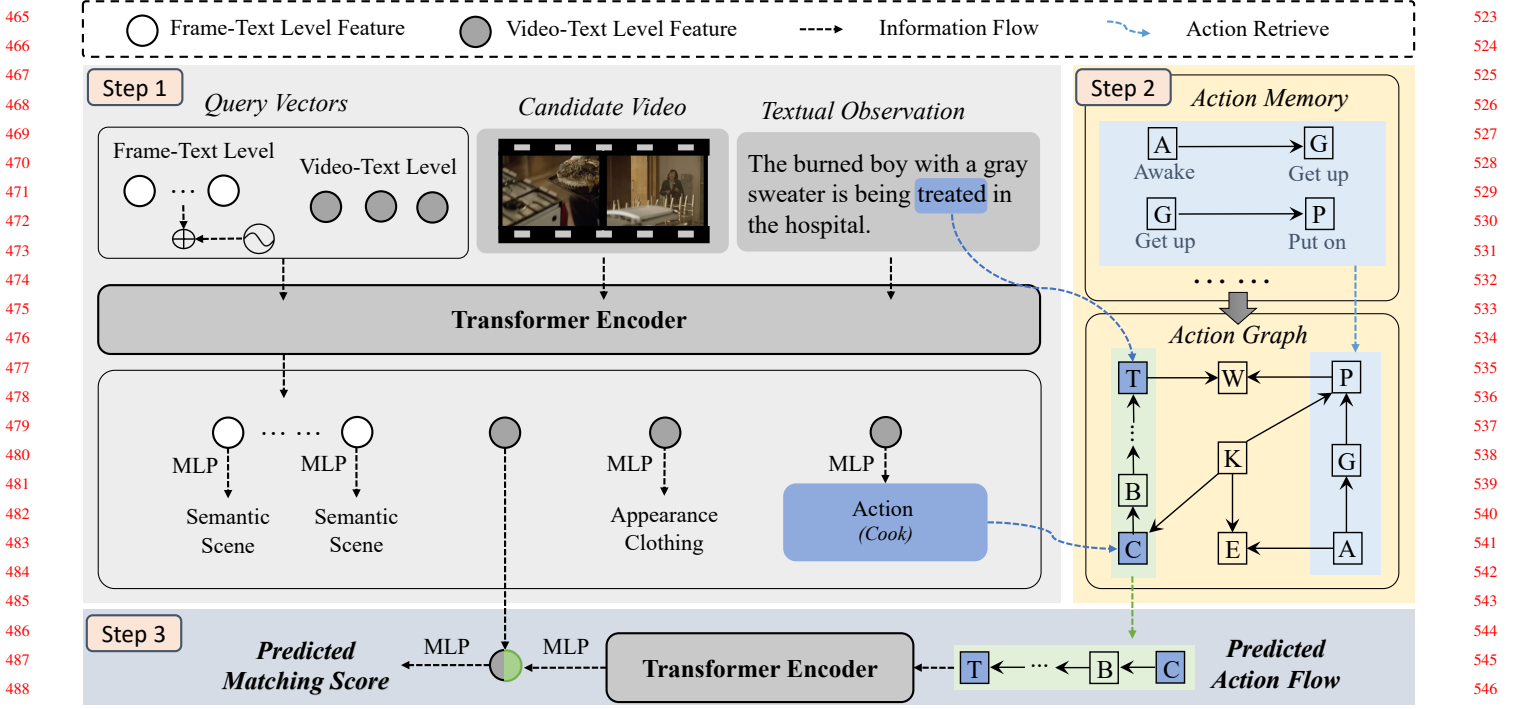 Frame-Text Level Feature
Video-Text Level Feature
Information Flow
Action Retrieve
Step 1
Query Vectors
Candidate Video
Textual Observation
Frame-Text Level
...
Video-Text Level
The burned boy with a gray
sweater is being treated in
the hospital.
Transformer Encoder
... ...
MLP
MLP
MLP
MLP
Semantic
Scene
Semantic
Scene
Appearance
Clothing
Action
(Cook)
Step 2
Action Memory
A
G
Awake
Get up
G
P
Get up
Put on
... ...
Action Graph
T
W
P
...
K
G
B
C
E
A
Step 3
Predicted
Matching Score
MLP
MLP
Transformer Encoder
T
...
B
C
Predicted
Action Flow
465
466
467
468
469
470
471
472
473
474
475
476
477
478
479
480
481
482
483
484
485
486
487
488
523
524
525
526
527
528
529
530
531
532
533
534
535
536
537
538
539
540
541
542
543
544
545
546